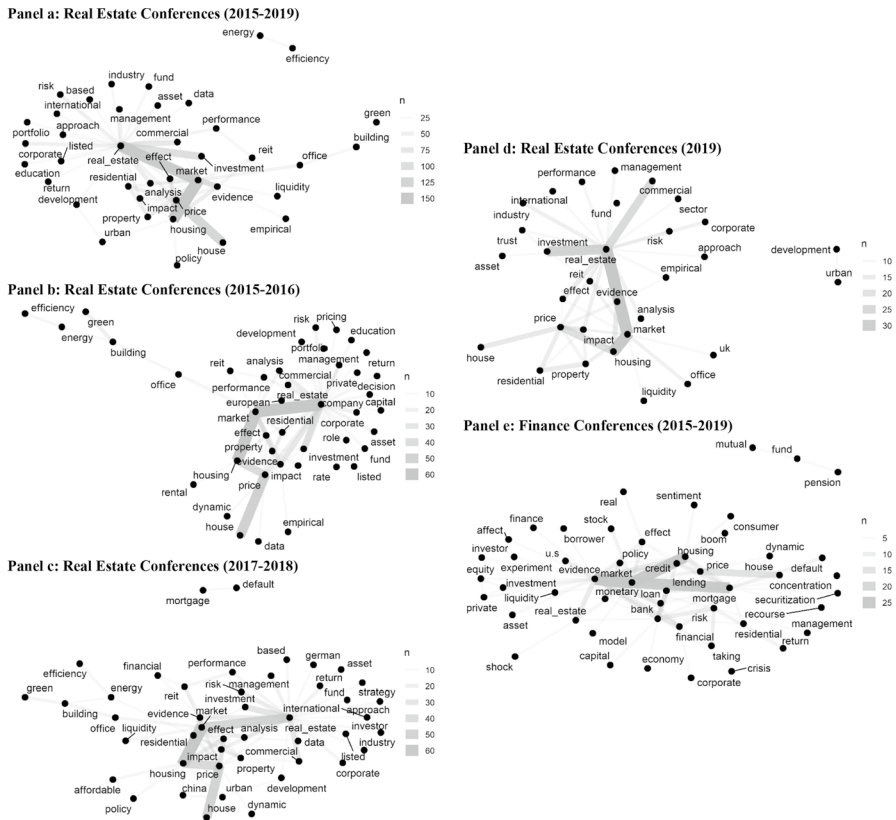 Panel a: Real Estate Conferences (2015-2019)
energy
efficiency
industry
fund
risk
based
asset
data
international
management
performance
green
approach
commercial
building
portfolio
listed
reit
corporate
real_estate
effect
investment
office
education
residential
market
return
analysis
evidence
liquidity
development
impact
price
property
housing
empirical
urban
house
policy
n
25
50
75
100
125
150
Panel b: Real Estate Conferences (2015-2016)
efficiency
green
risk
pricing
energy
development
education
building
portfolio
reit
analysis
management
return
office
commercial
performance
private
decision
real_estate
european
company
capital
market
residential
corporate
effect
role
asset
property
investment
fund
housing
evidence
impact
rate
listed
rental
price
dynamic
house
empirical
data
n
10
20
30
40
50
60
Panel c: Real Estate Conferences (2017-2018)
default
mortgage
based
german
efficiency
financial
performance
asset
return
risk
management
green
energy
reit
investment
fund
strategy
market
international
approach
building
evidence
office
liquidity
effect
analysis
real_estate
investor
residential
data
industry
impact
commercial
listed
housing
price
property
corporate
affordable
china
urban
development
policy
house
dynamic
n
10
20
30
40
50
60
Panel d: Real Estate Conferences (2019)
management
performance
commercial
international
sector
industry
fund
corporate
trust
investment
risk
real_estate
approach
development
asset
reit
empirical
effect
evidence
urban
price
analysis
market
impact
house
housing
uk
residential
property
office
liquidity
n
10
15
20
25
30
Panel e: Finance Conferences (2015-2019)
mutual
fund
pension
real
sentiment
finance
stock
consumer
affect
borrower
effect
boom
investor
u.s
policy
housing
dynamic
equity
experiment
evidence
market
credit
price
house
default
investment
lending
concentration
liquidity
monetary
loan
mortgage
securitization
private
real_estate
bank
risk
recourse
asset
residential
management
model
financial
return
shock
capital
economy
taking
crisis
corporate
n
5
10
15
20
25